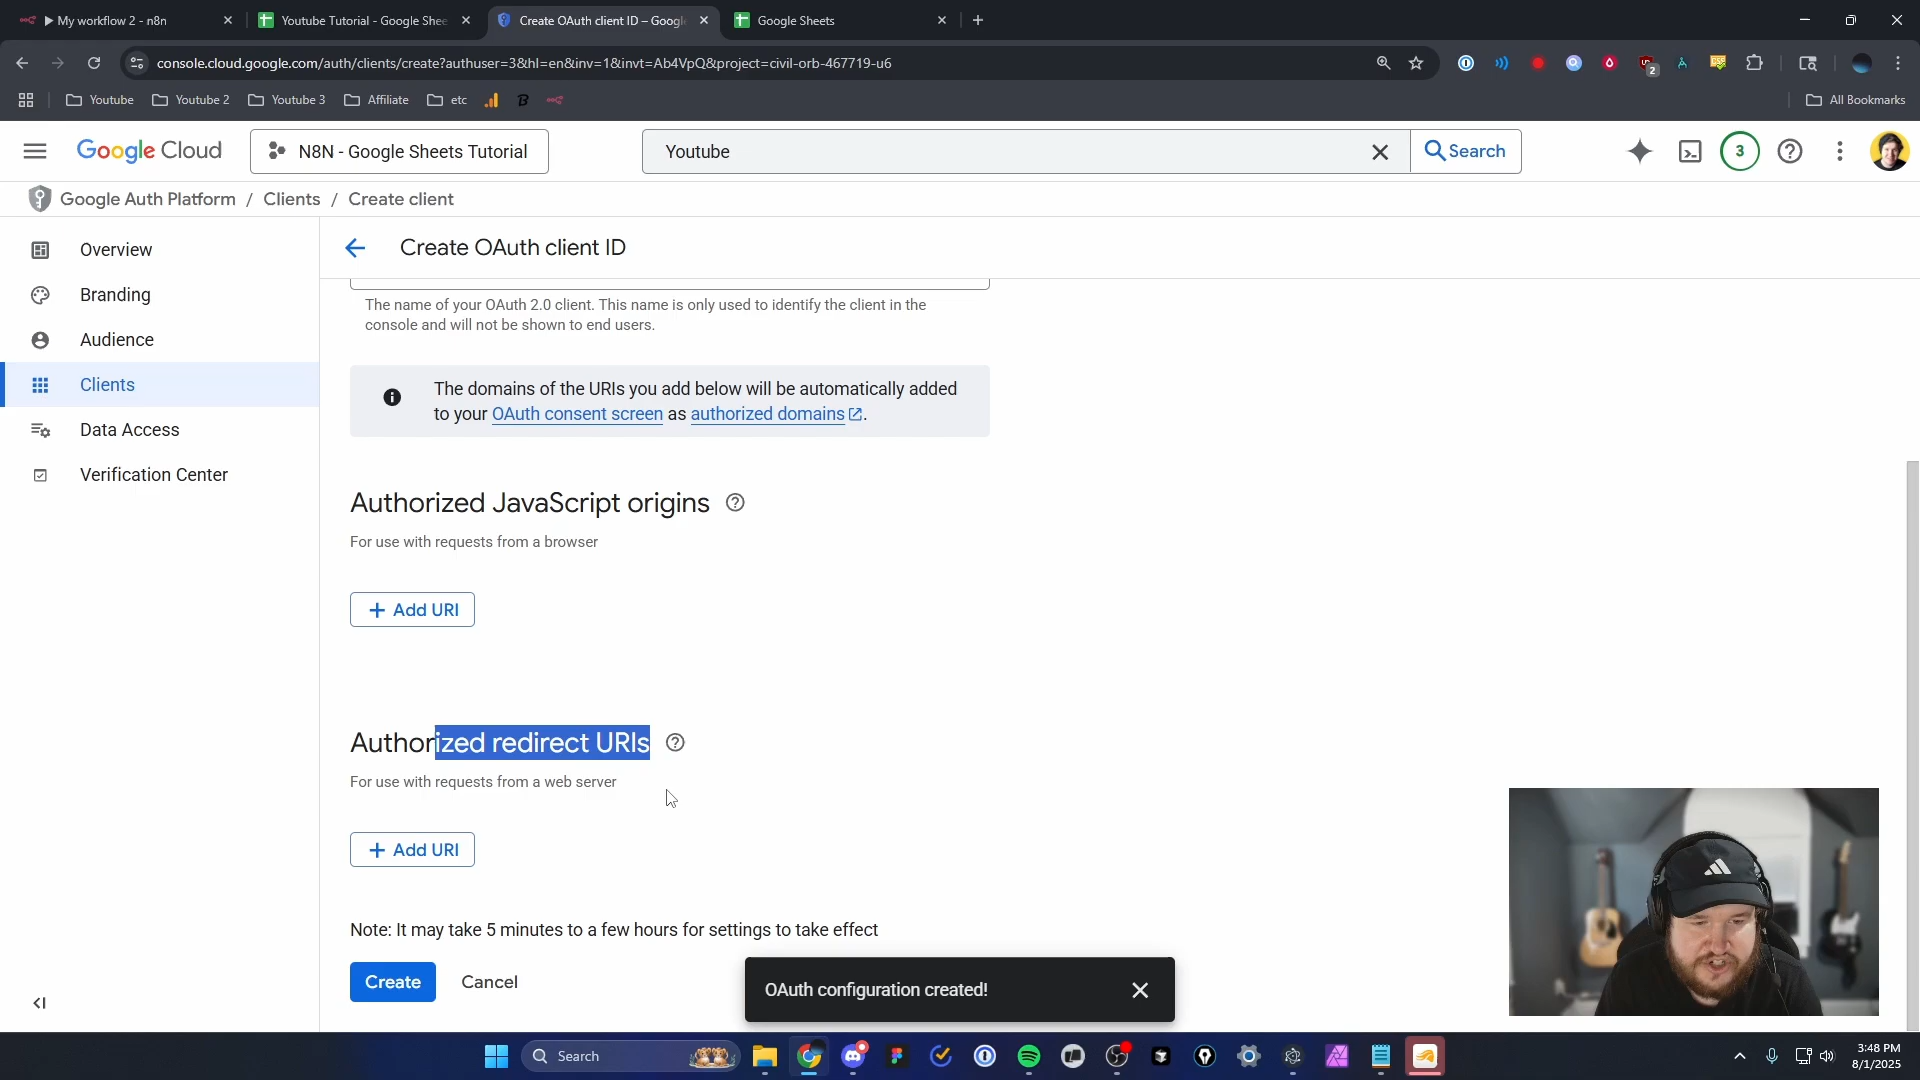 My workflow 2 - n8n
Youtube Tutorial - Google Shee
Create OAuth client ID – Googl
Google Sheets
console.cloud.google.com/auth/clients/create?authuser=3&hl=en&inv=1&invt=Ab4VpQ&project=civil-orb-467719-u6
2
Youtube
Youtube 2
Youtube 3
Affiliate
etc
All Bookmarks
Google Cloud
N8N - Google Sheets Tutorial
Youtube
Search
3
Google Auth Platform / Clients / Create client
Overview
Branding
Audience
Clients
Data Access
Verification Center
Create OAuth client ID
The name of your OAuth 2.0 client. This name is only used to identify the client in the
console and will not be shown to end users.
The domains of the URIs you add below will be automatically added
to your OAuth consent screen as authorized domains.
Authorized JavaScript origins
For use with requests from a browser
+ Add URI
Authorized redirect URIs
For use with requests from a web server
+ Add URI
Note: It may take 5 minutes to a few hours for settings to take effect
Create
Cancel
OAuth configuration created!
Search
3:48 PM
8/1/2025